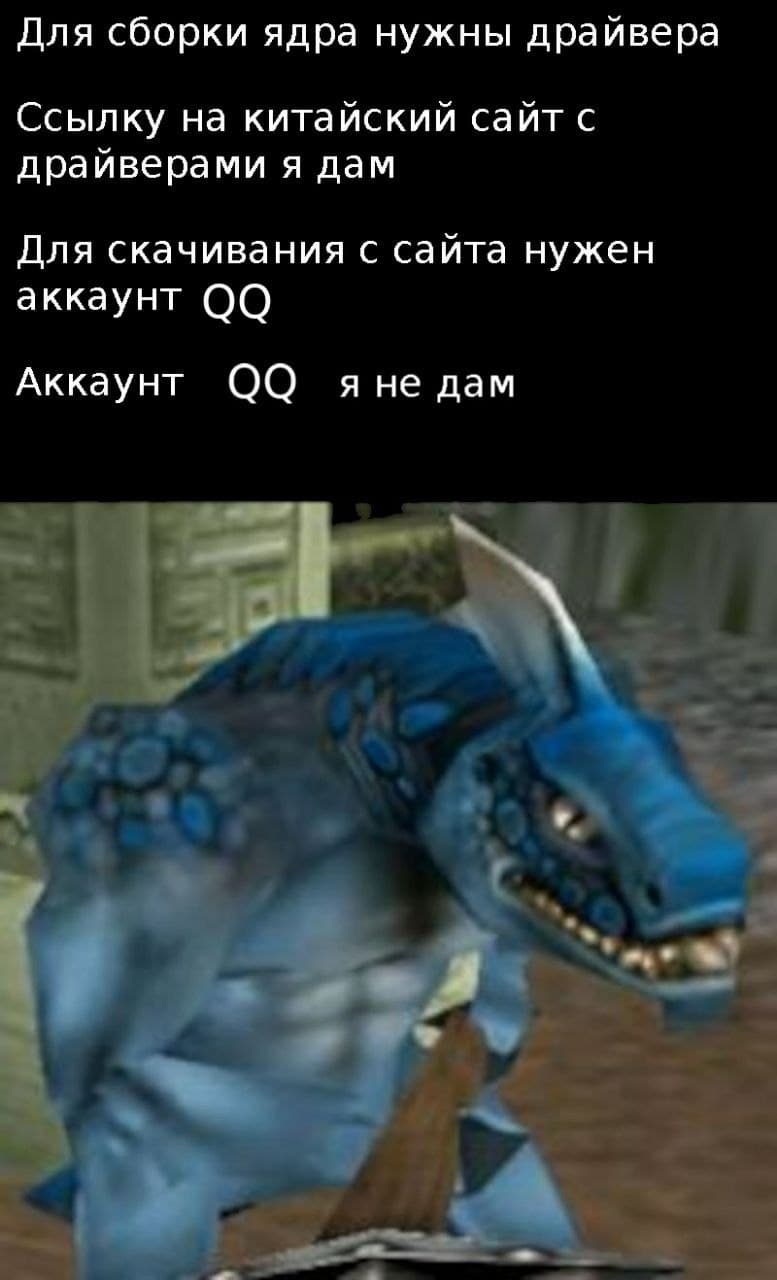 Для сборки ядра нужны драйвера
Ссылку на китайский сайт с
драйверами я дам
Для скачивания с сайта нужен
аккаунт QQ
Аккаунт QQ я не дам